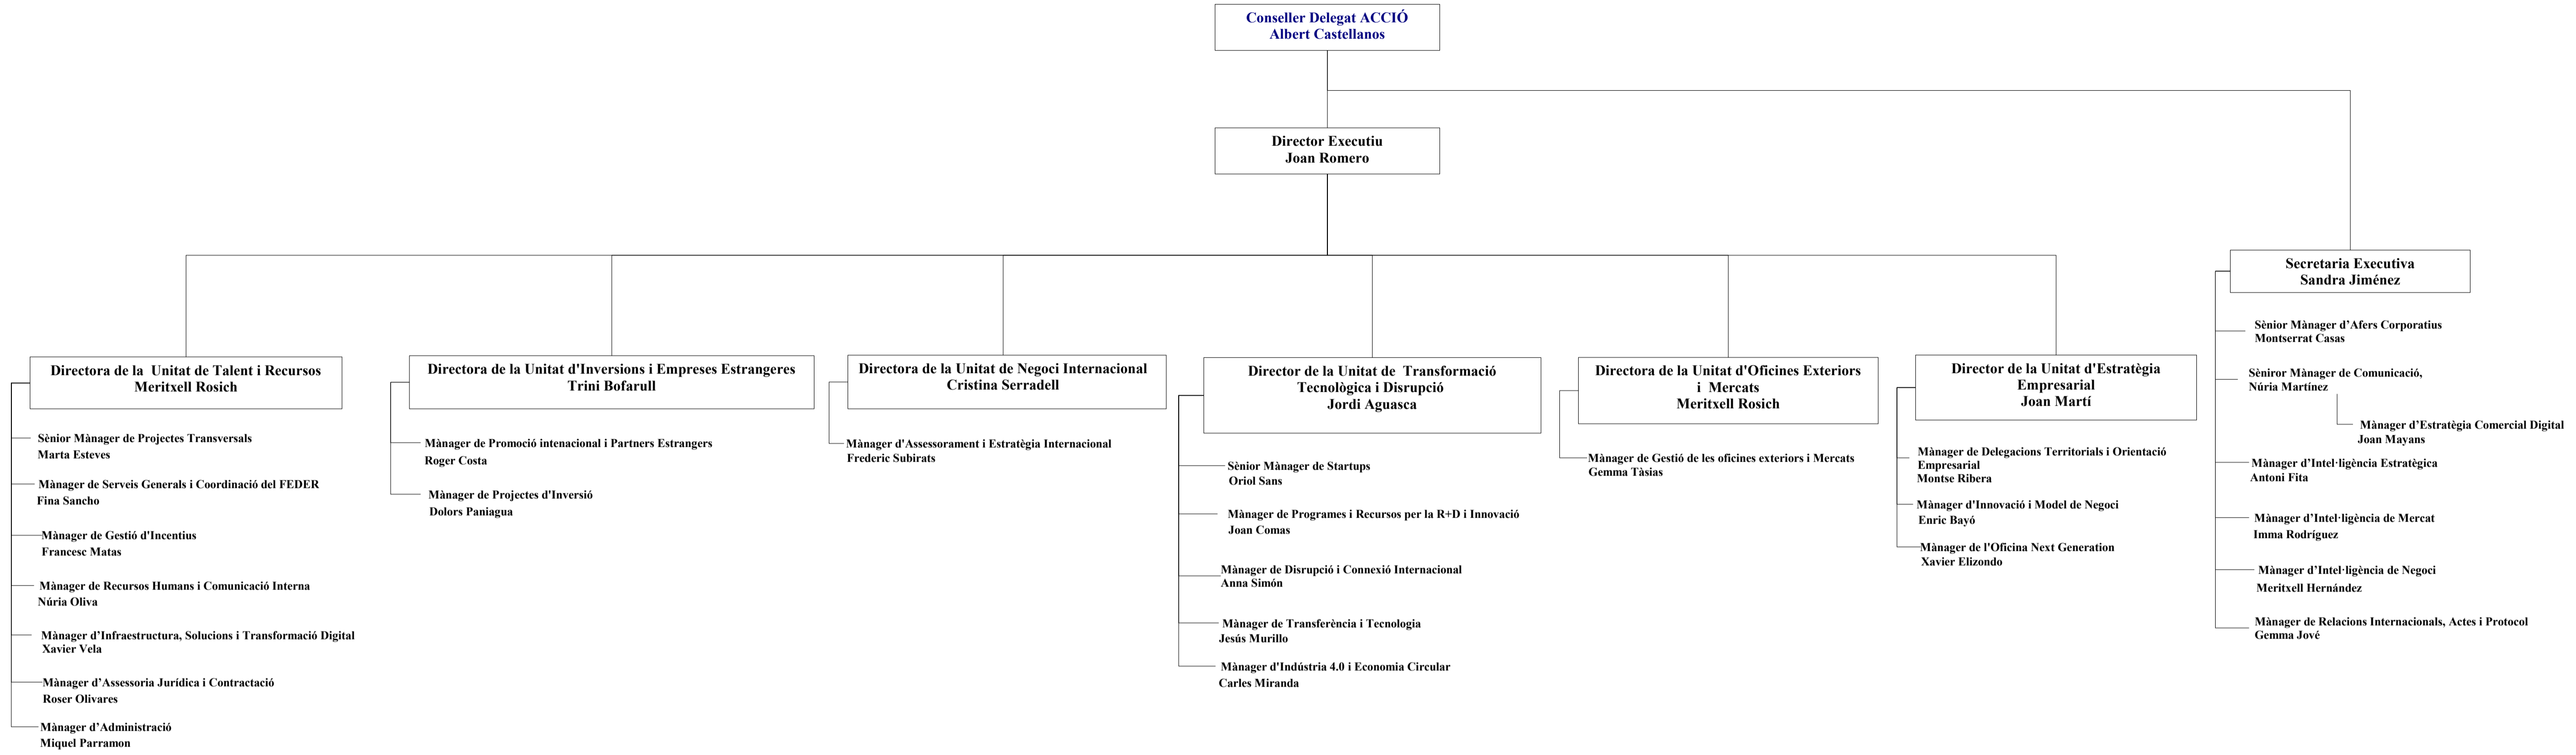 Conseller Delegat ACCIÓ
Albert Castellanos
Director Executiu
Joan Romero
Directora de la Unitat de Talent i Recursos
Meritxell Rosich
Sènior Mànager de Projectes Transversals
Marta Esteves
Mànager de Serveis Generals i Coordinació del FEDER
Fina Sancho
Mànager de Gestió d'Incentius
Francesc Matas
Mànager de Recursos Humans i Comunicació Interna
Núria Oliva
Mànager d’Infraestructura, Solucions i Transformació Digital
Xavier Vela
Mànager d’Assessoria Jurídica i Contractació
Roser Olivares
Mànager d’Administració
Miquel Parramon
Directora de la Unitat d'Inversions i Empreses Estrangeres
Trini Bofarull
Mànager de Promoció intenacional i Partners Estrangers
Roger Costa
Mànager de Projectes d'Inversió
Dolors Paniagua
Directora de la Unitat de Negoci Internacional
Cristina Serradell
Mànager d'Assessorament i Estratègia Internacional
Frederic Subirats
Director de la Unitat de Transformació
Tecnològica i Disrupció
Jordi Aguasca
Sènior Mànager de Startups
Oriol Sans
Mànager de Programes i Recursos per la R+D i Innovació
Joan Comas
Mànager de Disrupció i Connexió Internacional
Anna Simón
Mànager de Transferència i Tecnologia
Jesús Murillo
Mànager d'Indústria 4.0 i Economia Circular
Carles Miranda
Directora de la Unitat d'Oficines Exteriors
i Mercats
Meritxell Rosich
Mànager de Gestió de les oficines exteriors i Mercats
Gemma Tàsias
Director de la Unitat d'Estratègia
Empresarial
Joan Martí
Mànager de Delegacions Territorials i Orientació
Empresarial
Montse Ribera
Mànager d'Innovació i Model de Negoci
Enric Bayó
Mànager de l'Oficina Next Generation
Xavier Elizondo
Secretaria Executiva
Sandra Jiménez
Sènior Mànager d’Afers Corporatius
Montserrat Casas
Sèniror Mànager de Comunicació,
Núria Martínez
Mànager d’Estratègia Comercial Digital
Joan Mayans
Mànager d’Intel·ligència Estratègica
Antoni Fita
Mànager d’Intel·ligència de Mercat
Imma Rodríguez
Mànager d’Intel·ligència de Negoci
Meritxell Hernández
Mànager de Relacions Internacionals, Actes i Protocol
Gemma Jové